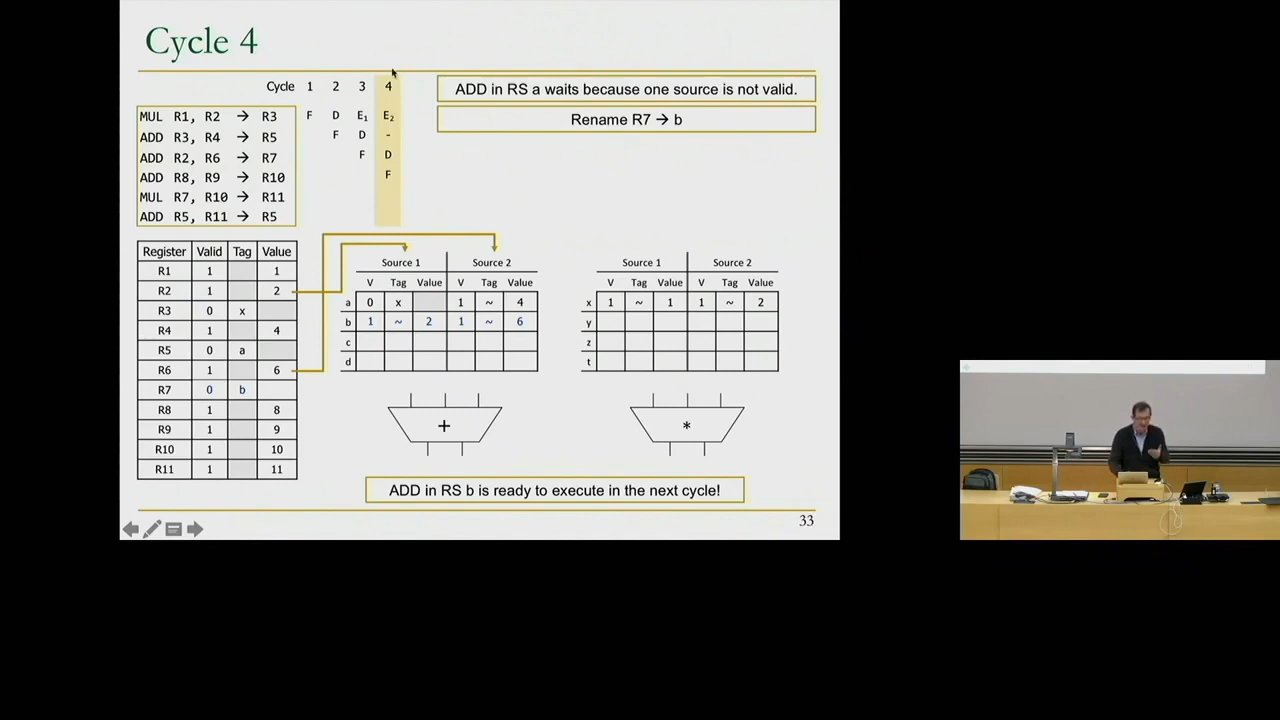 Cycle 4
Cycle 1 2 3 4
MUL R1, R2 → R3 F D E₁ E₂
ADD R3, R4 → R5 F D -
ADD R2, R6 → R7 F D
ADD R8, R9 → R10 F
MUL R7, R10 → R11
ADD R5, R11 → R5
ADD in RS a waits because one source is not valid.
Rename R7 → b
Register Valid Tag Value
R1 1 1
R2 1 2
R3 0 x
R4 1 4
R5 0 a
R6 1 6
R7 0 b
R8 1 8
R9 1 9
R10 1 10
R11 1 11
Source 1 Source 2
V Tag Value V Tag Value
a 0 x 1 ~ 4
b 1 ~ 2 1 ~ 6
c
d
+
Source 1 Source 2
V Tag Value V Tag Value
x 1 ~ 1 1 ~ 2
y
z
t
*
ADD in RS b is ready to execute in the next cycle!
33